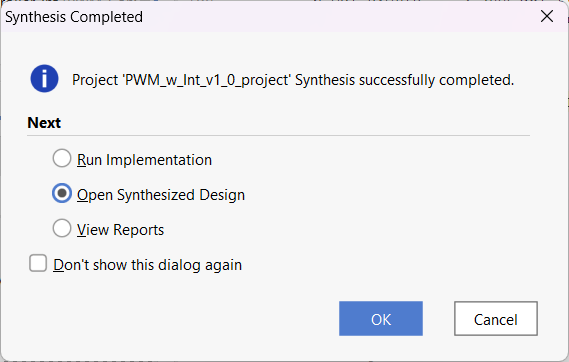 Synthesis Completed
Project 'PWM_w_Int_v1_0_project' Synthesis successfully completed.
Next
Run Implementation
Open Synthesized Design
View Reports
Don't show this dialog again
OK
Cancel